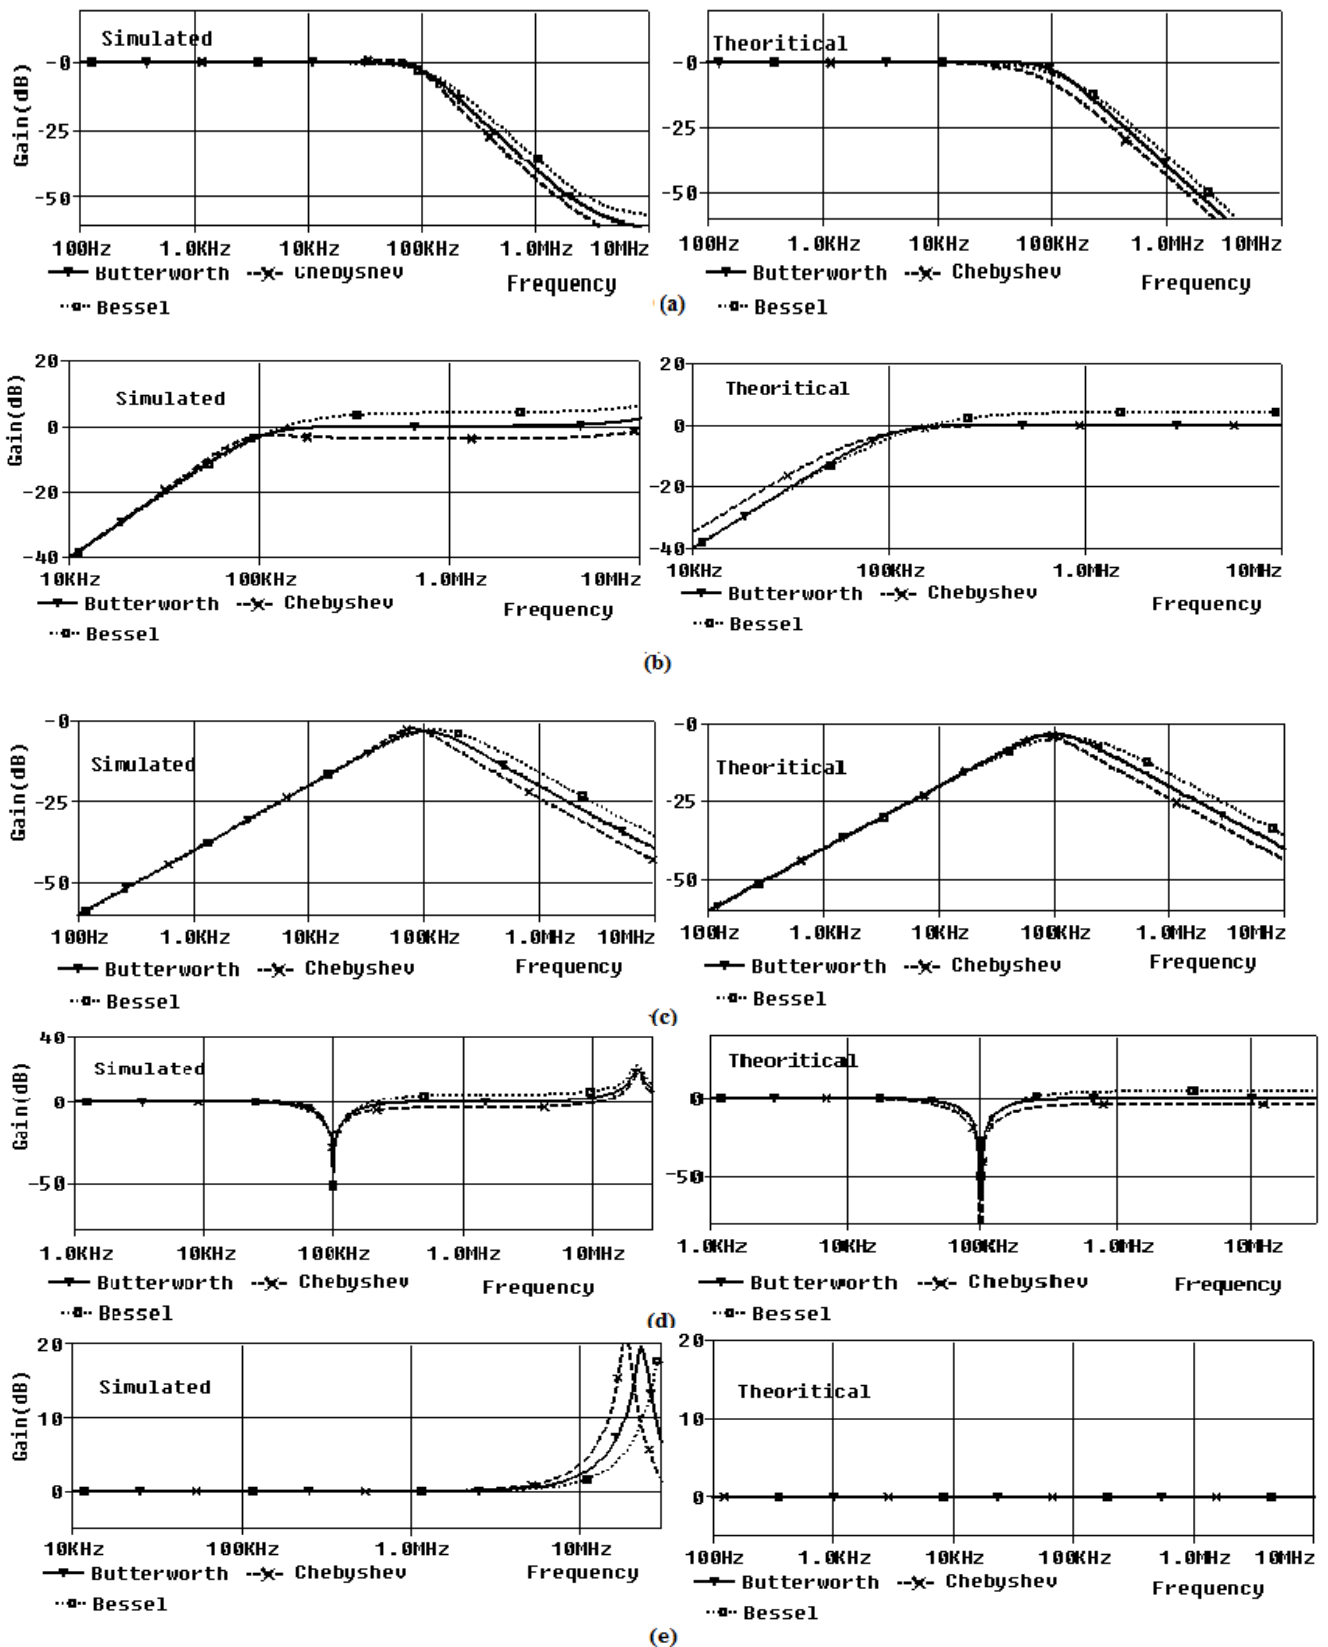 Simulated
Gain(dB)
-0
-25
-50
100Hz 1.0KHz 10KHz 100KHz 1.0MHz 10MHz
Butterworth Chebyshev
Bessel
Frequency
Theoritical
-0
-25
-50
100Hz 1.0KHz 10KHz 100KHz 1.0MHz 10MHz
Butterworth Chebyshev
Bessel
Frequency
(a)
Simulated
Gain(dB)
20
0
-20
-40
10KHz 100KHz 1.0MHz 10MHz
Butterworth Chebyshev
Bessel
Frequency
Theoritical
20
0
-20
-40
10KHz 100KHz 1.0MHz 10MHz
Butterworth Chebyshev
Bessel
Frequency
(b)
Simulated
Gain(dB)
-0
-25
-50
100Hz 1.0KHz 10KHz 100KHz 1.0MHz 10MHz
Butterworth Chebyshev
Bessel
Frequency
Theoritical
-0
-25
-50
100Hz 1.0KHz 10KHz 100KHz 1.0MHz 10MHz
Butterworth Chebyshev
Bessel
Frequency
(c)
Simulated
Gain(dB)
40
0
-50
1.0KHz 10KHz 100KHz 1.0MHz 10MHz
Butterworth Chebyshev
Bessel
Frequency
Theoritical
0
-50
1.0KHz 10KHz 100KHz 1.0MHz 10MHz
Butterworth Chebyshev
Bessel
Frequency
(d)
Simulated
Gain(dB)
20
10
0
10KHz 100KHz 1.0MHz 10MHz
Butterworth Chebyshev
Bessel
Frequency
Theoritical
20
10
0
100Hz 1.0KHz 10KHz 100KHz 1.0MHz 10MHz
Butterworth Chebyshev
Bessel
Frequency
(e)